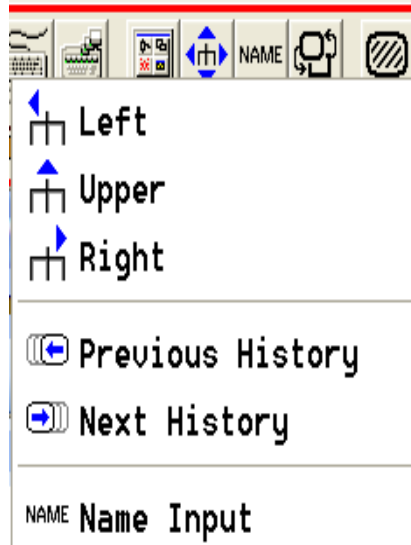 NAME
Left
Upper
Right
Previous History
Next History
NAME Name Input